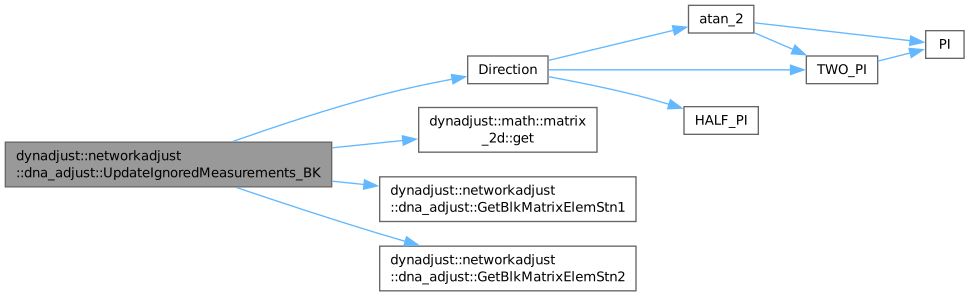 dynadjust::networkadjust
::dna_adjust::UpdateIgnoredMeasurements_BK
Direction
atan_2
PI
TWO_PI
HALF_PI
dynadjust::math::matrix
_2d::get
dynadjust::networkadjust
::dna_adjust::GetBlkMatrixElemStn1
dynadjust::networkadjust
::dna_adjust::GetBlkMatrixElemStn2